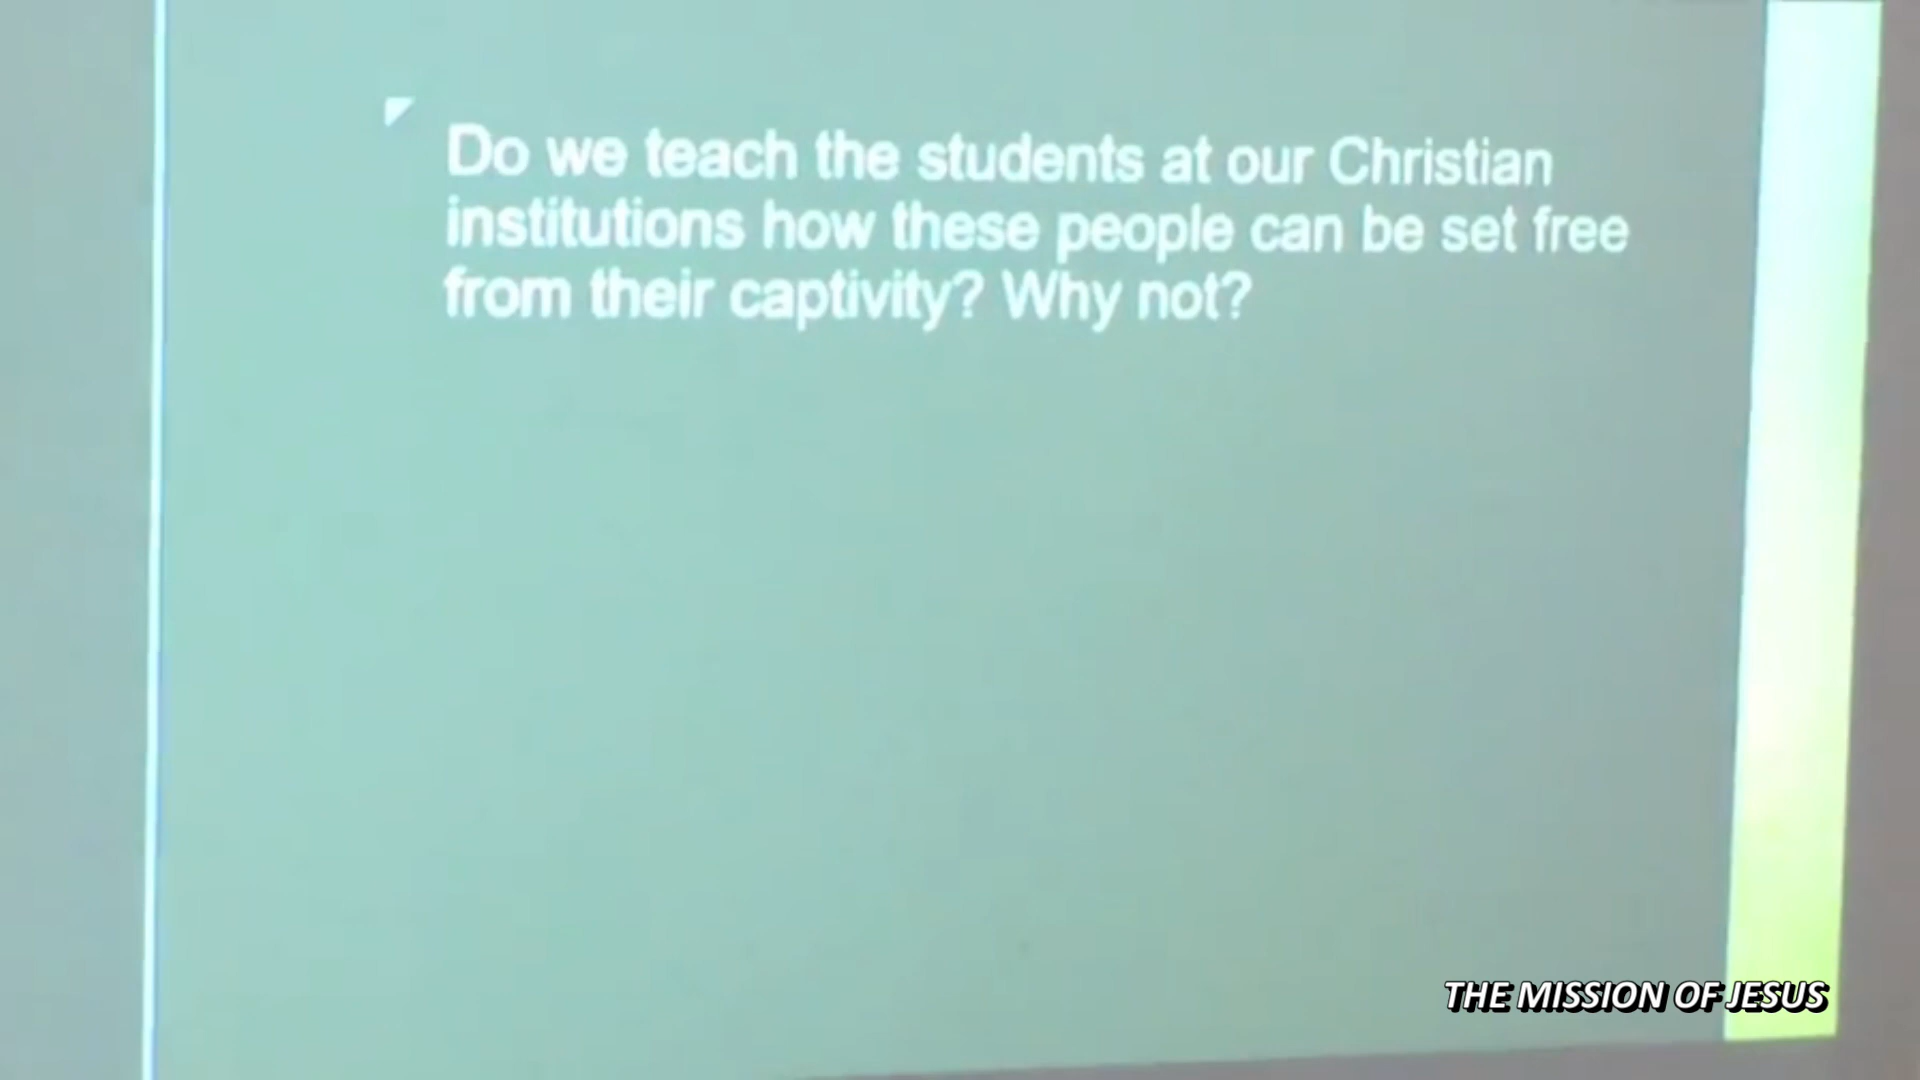 Do we teach the students at our Christian
institutions how these people can be set free
from their captivity? Why not?
THE MISSION OF JESUS